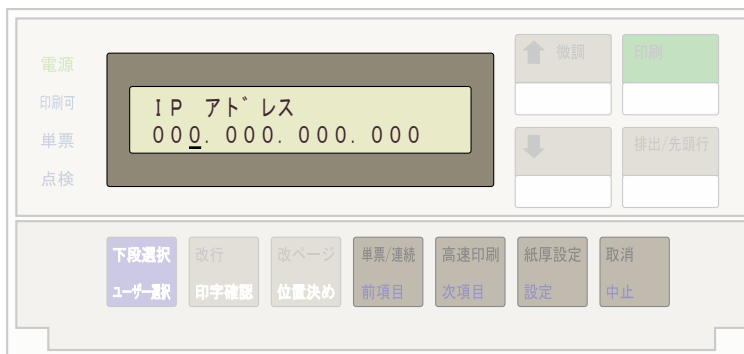 電源
印刷可
単票
点検
IP アドレス
000.000.000.000
微調
印刷
排出/先頭行
下段選択
改行
改ページ
単票/連続
高速印刷
紙厚設定
取消
ユーザー選択
印字確認
位置決め
前項目
次項目
設定
中止